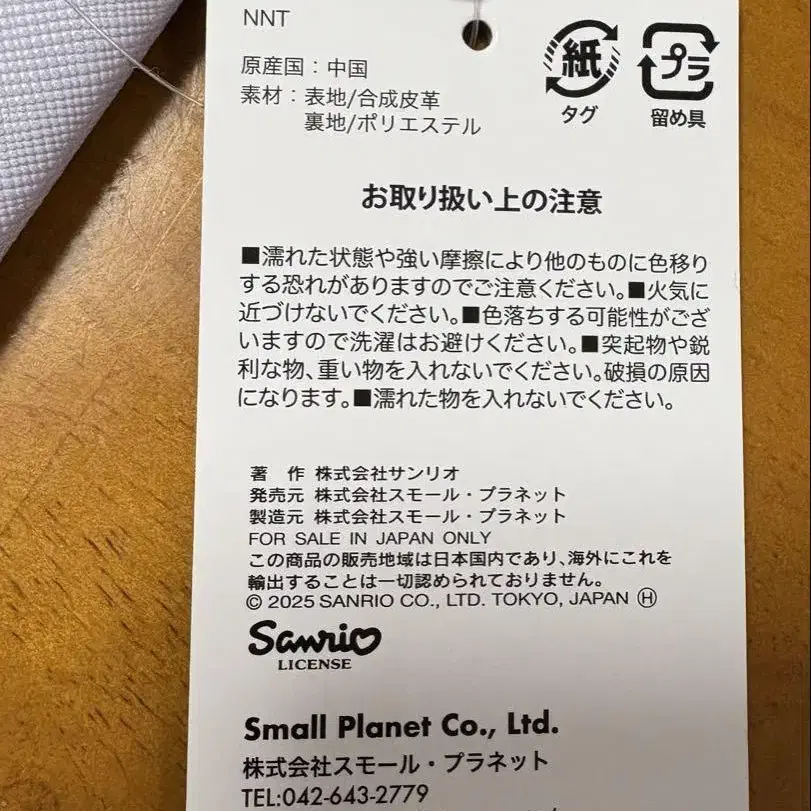 NNT
原産国：中国
素材：表地/合成皮革
裏地/ポリエステル
紙
タグ
プラ
留め具
お取り扱い上の注意
■濡れた状態や強い摩擦により他のものに色移り
する恐れがありますのでご注意ください。■火気に
近づけないでください。■色落ちする可能性がござ
いますので洗濯はお避けください。■突起物や鋭
利な物、重い物を入れないでください。破損の原因
になります。■濡れた物を入れないでください。
著　作 株式会社サンリオ
発売元 株式会社スモール・プラネット
製造元 株式会社スモール・プラネット
FOR SALE IN JAPAN ONLY
この商品の販売地域は日本国内であり、海外にこれを
輸出することは一切認められておりません。
© 2025 SANRIO CO., LTD. TOKYO, JAPAN Ⓗ
Sanrio
LICENSE
Small Planet Co., Ltd.
株式会社スモール・プラネット
TEL:042-643-2779